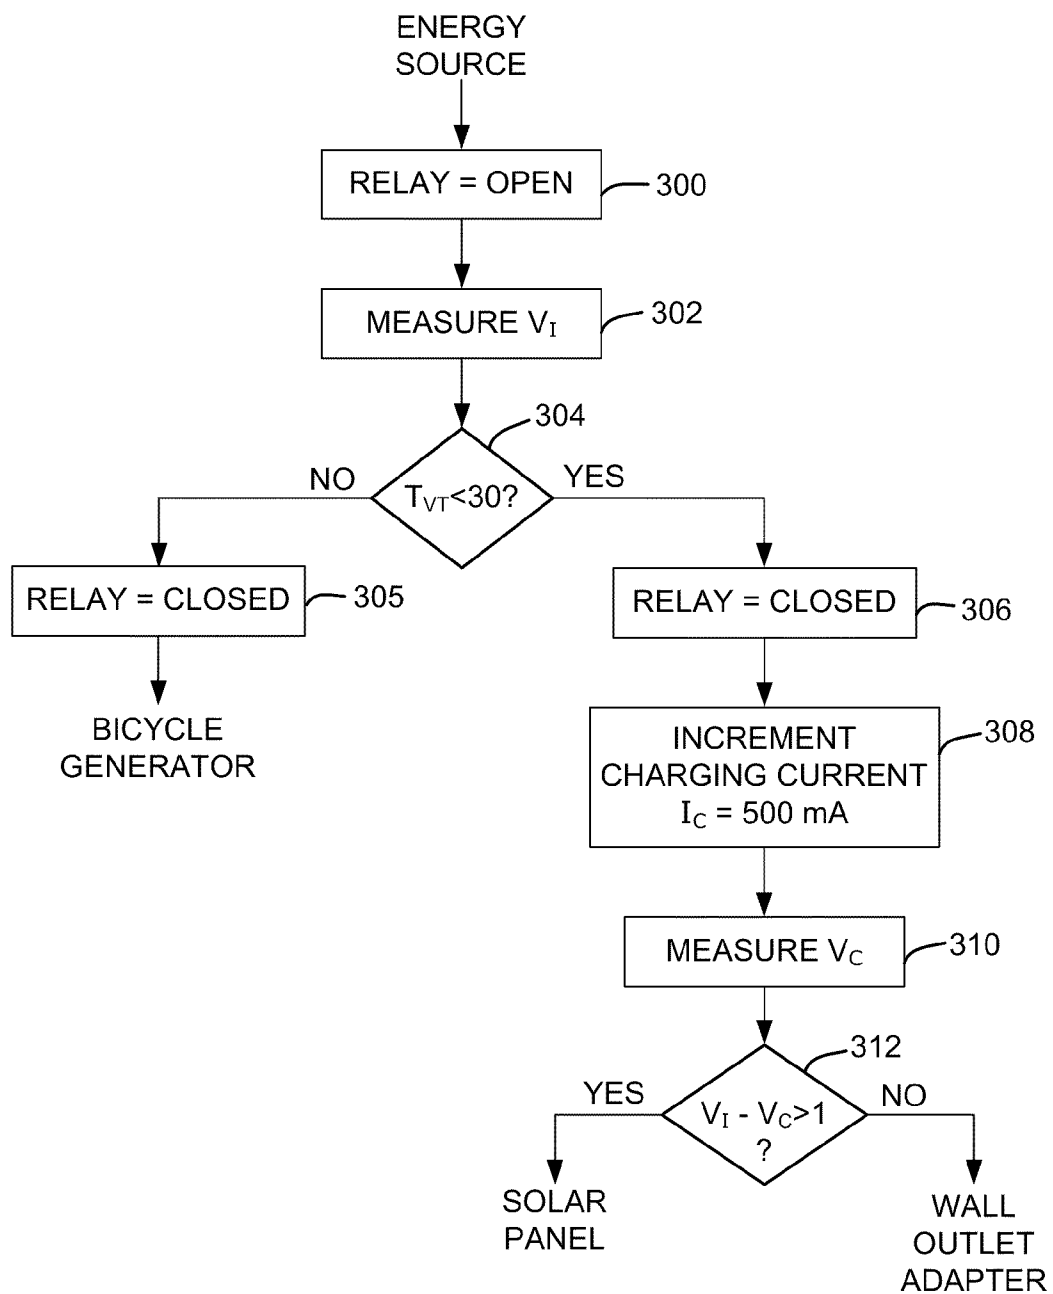 ENERGY
SOURCE
RELAY = OPEN
300
MEASURE VI
302
304
NO
TVT<30?
YES
RELAY = CLOSED
305
RELAY = CLOSED
306
BICYCLE
GENERATOR
INCREMENT
CHARGING CURRENT
IC = 500 mA
308
MEASURE VC
310
312
YES
VI - VC>1
?
NO
SOLAR
PANEL
WALL
OUTLET
ADAPTER